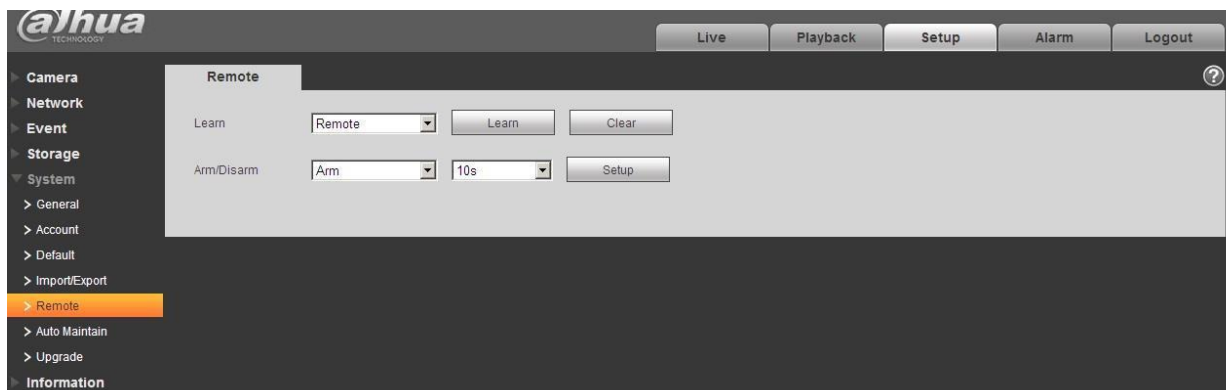 alhua
TECHNOLOGY
Live Playback Setup Alarm Logout
Camera
Network
Event
Storage
System
> General
> Account
> Default
> Import/Export
> Remote
> Auto Maintain
> Upgrade
Information
Remote
?
Learn Remote Learn Clear
Arm/Disarm Arm 10s Setup